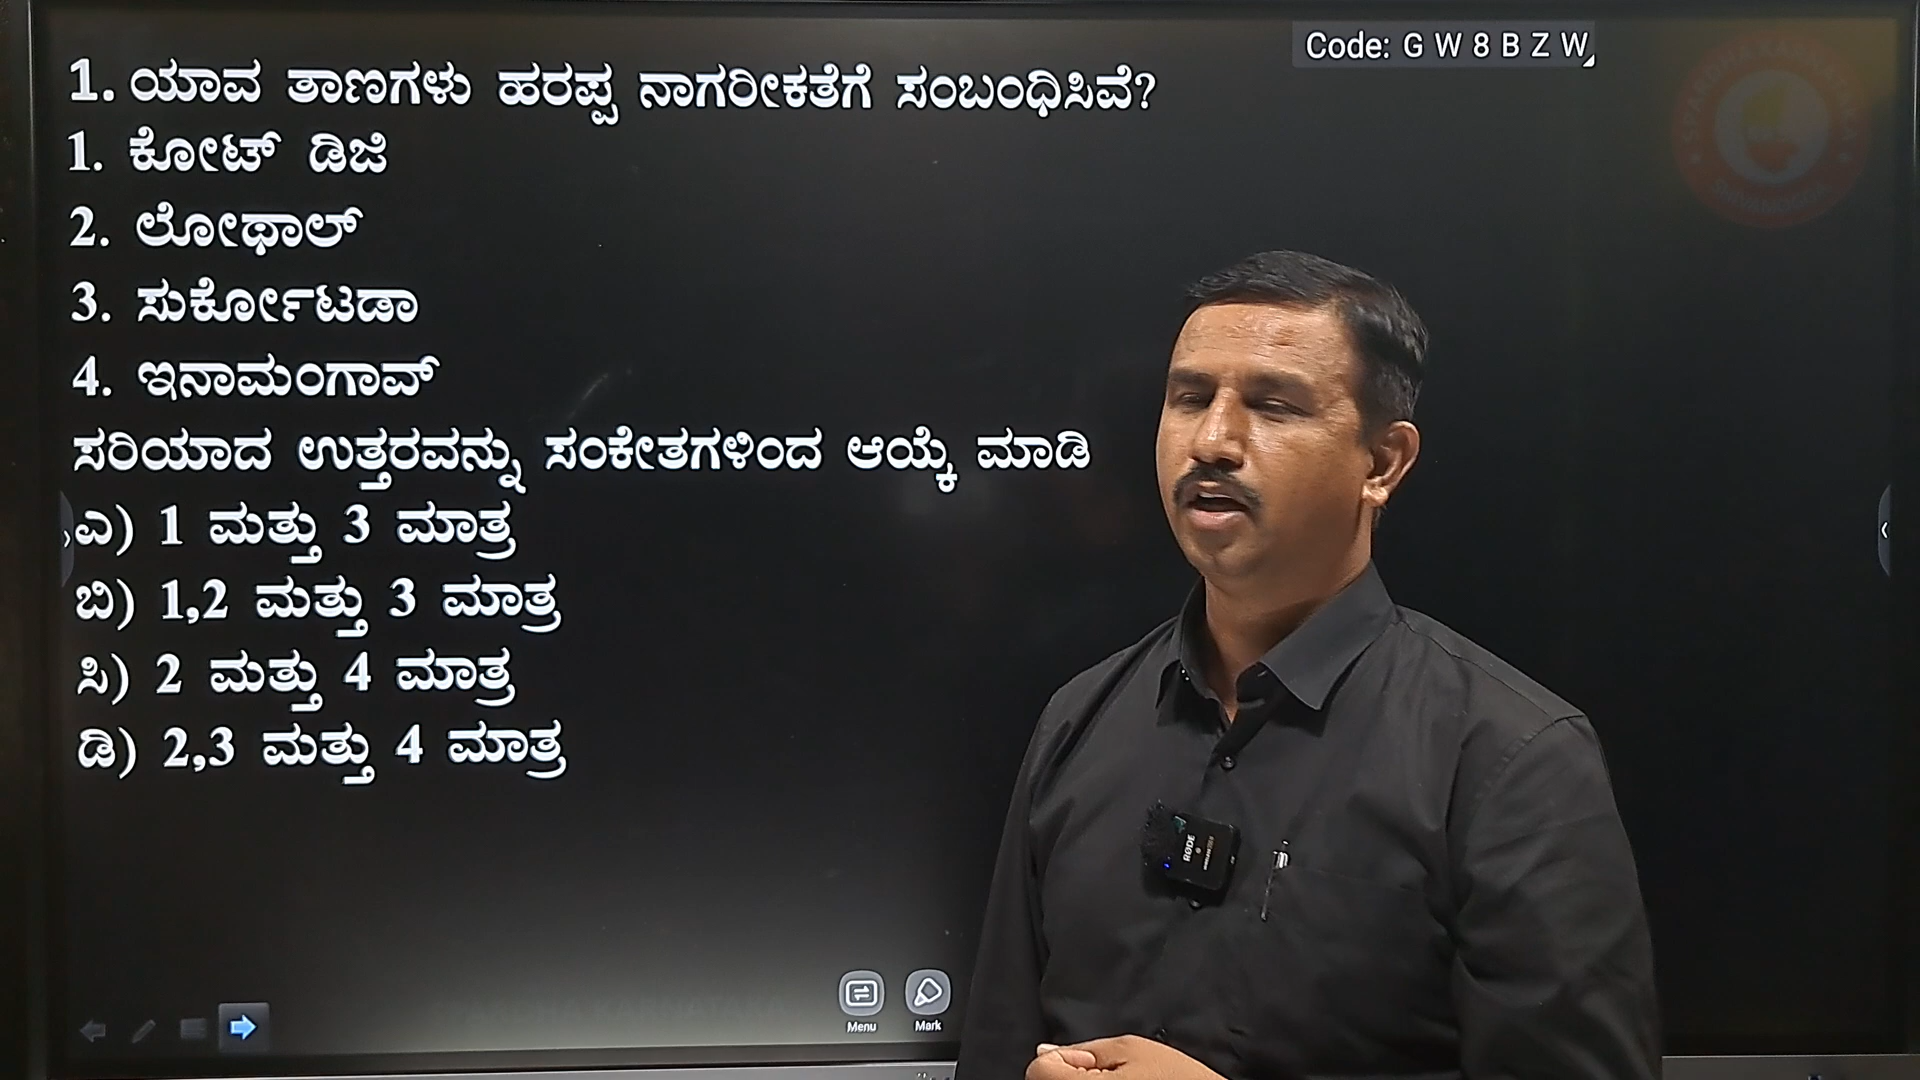 Code: G W 8 B Z W
1. ಯಾವ ತಾಣಗಳು ಹರಪ್ಪ ನಾಗರೀಕತೆಗೆ ಸಂಬಂಧಿಸಿವೆ?
1. ಕೋಟ್ ಡಿಜಿ
2. ಲೋಥಾಲ್
3. ಸುರ್ಕೋಟಡಾ
4. ಇನಾಮಂಗಾವ್
ಸರಿಯಾದ ಉತ್ತರವನ್ನು ಸಂಕೇತಗಳಿಂದ ಆಯ್ಕೆ ಮಾಡಿ
ಎ) 1 ಮತ್ತು 3 ಮಾತ್ರ
ಬಿ) 1,2 ಮತ್ತು 3 ಮಾತ್ರ
ಸಿ) 2 ಮತ್ತು 4 ಮಾತ್ರ
ಡಿ) 2,3 ಮತ್ತು 4 ಮಾತ್ರ
RØDE
Menu Mark